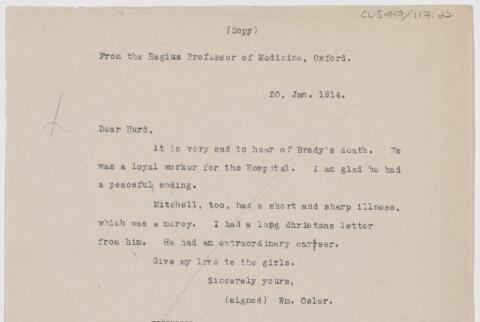 CUS417/117.22
(Copy)
From the Regius Professor of Medicine, Oxford.
20, Jan. 1914.
Dear Hurd,
It is very sad to hear of Brady's death. He
was a loyal worker for the Hospital. I am glad he had
a peaceful ending.
Mitchell, too, had a short and sharp illness,
which was a mercy. I had a long Christmas letter
from him. He had an extraordinary career.
Give my love to the girls.
Sincerely yours,
(signed) Wm. Osler.